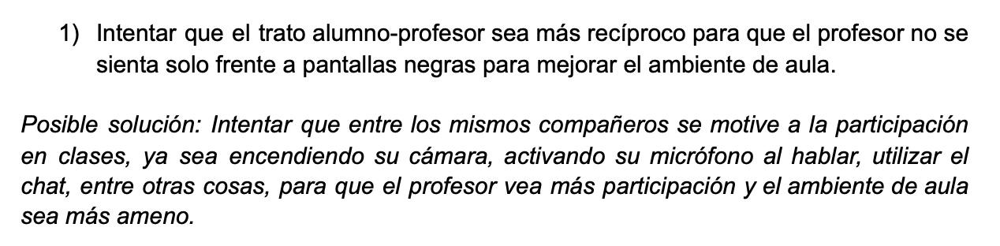 1) Intentar que el trato alumno-profesor sea más recíproco para que el profesor no se
sienta solo frente a pantallas negras para mejorar el ambiente de aula.
Posible solución: Intentar que entre los mismos compañeros se motive a la participación
en clases, ya sea encendiendo su cámara, activando su micrófono al hablar, utilizar el
chat, entre otras cosas, para que el profesor vea más participación y el ambiente de aula
sea más ameno.